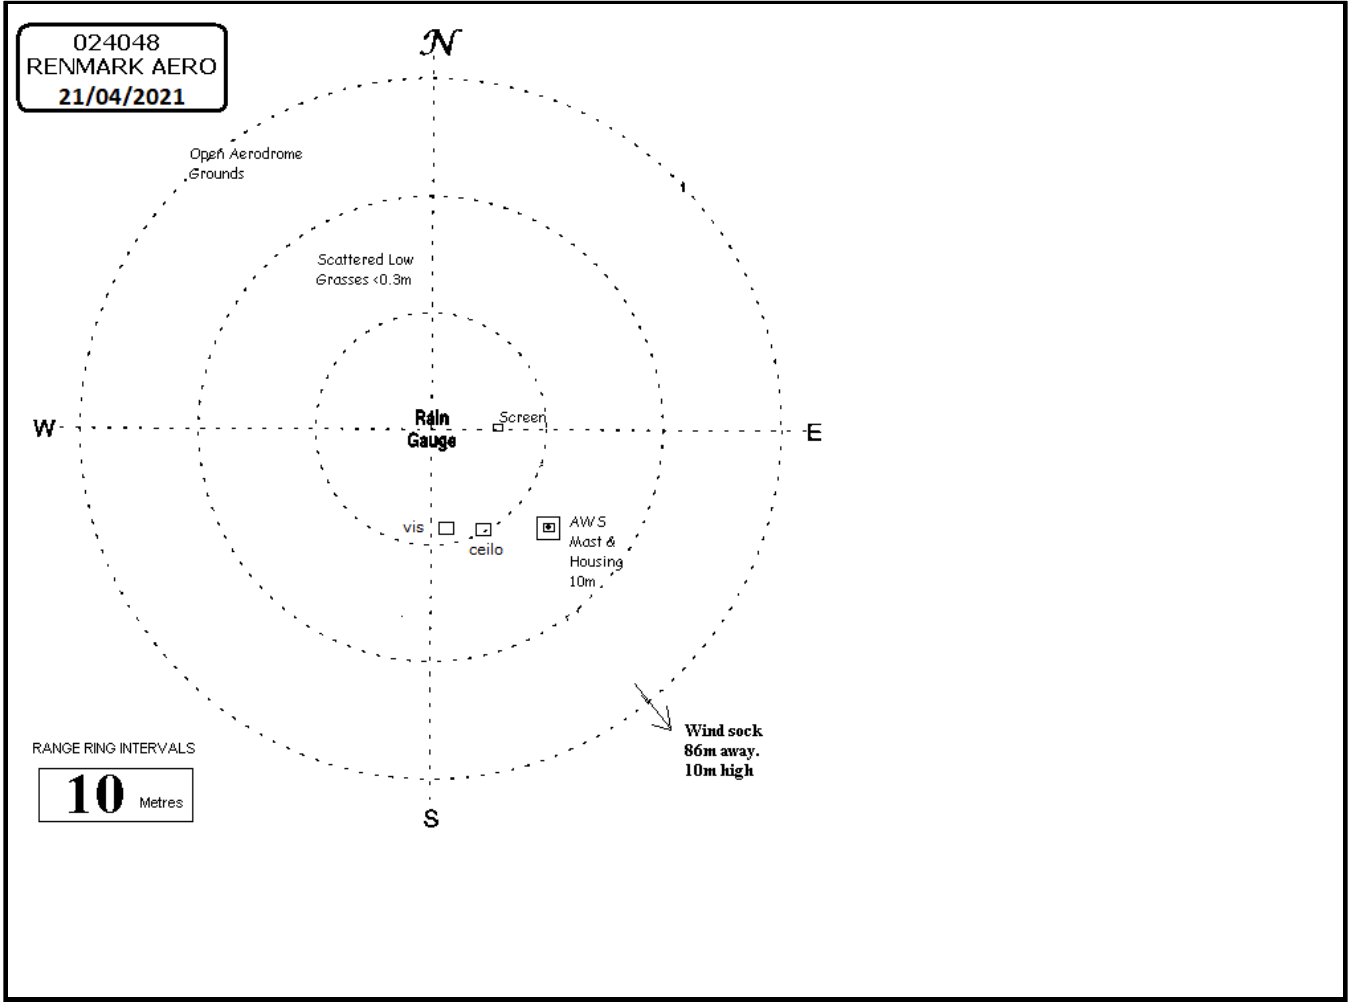 024048
RENMARK AERO
21/04/2021
N
Open Aerodrome
Grounds
Scattered Low
Grasses <0.3m
W
Rain
Gauge
Screen
E
vis
ceilo
AWS
Mast &
Housing
10m
Wind sock
86m away.
10m high
RANGE RING INTERVALS
10 Metres
S